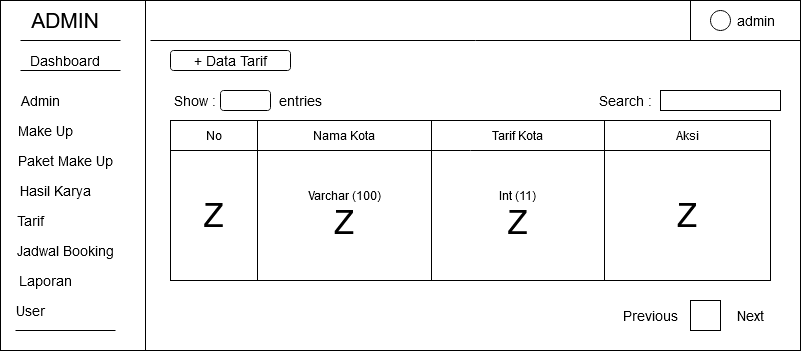 ADMIN
admin
Dashboard
+ Data Tarif
Admin
Make Up
Paket Make Up
Hasil Karya
Tarif
Jadwal Booking
Laporan
User
Show :
entries
Search :
No
Nama Kota
Tarif Kota
Aksi
Z
Varchar (100)
Z
Int (11)
Z
Z
Previous
Next